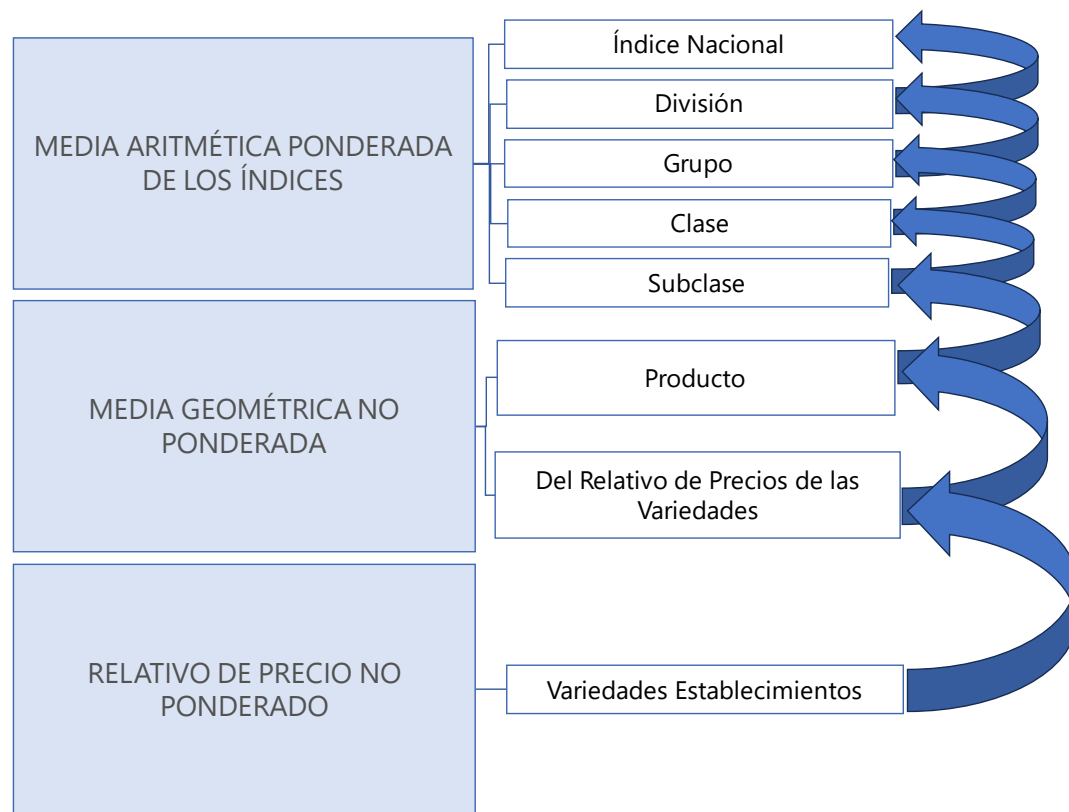 MEDIA ARITMÉTICA PONDERADA
DE LOS ÍNDICES
Índice Nacional
División
Grupo
Clase
Subclase
MEDIA GEOMÉTRICA NO
PONDERADA
Producto
Del Relativo de Precios de las
Variedades
RELATIVO DE PRECIO NO
PONDERADO
Variedades Establecimientos